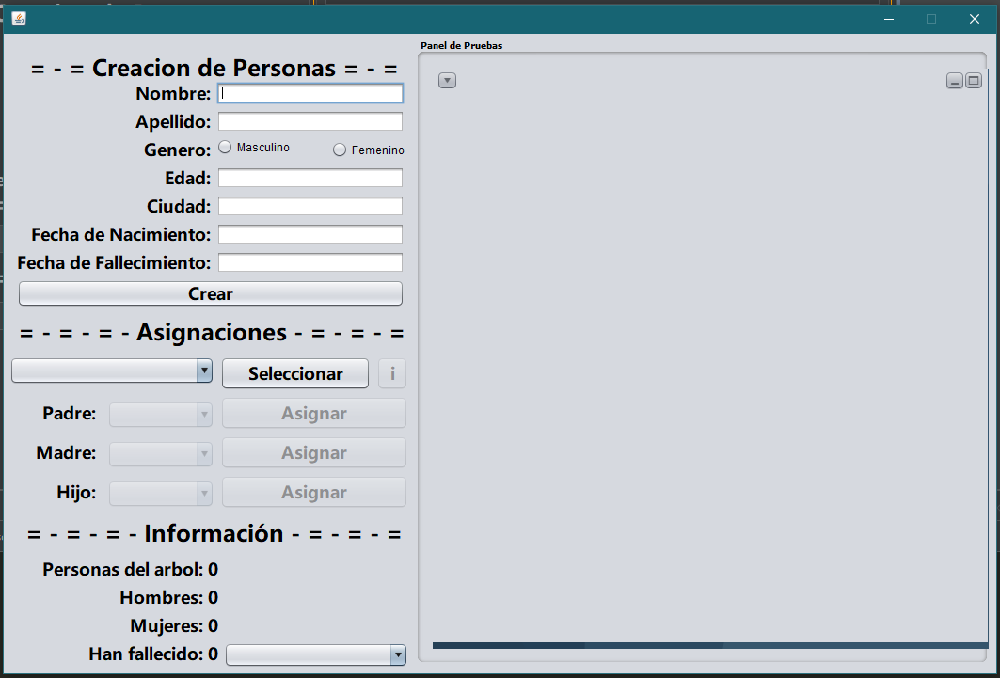 Panel de Pruebas
= - = Creacion de Personas = - =
Nombre:
Apellido:
Genero: Masculino Femenino
Edad:
Ciudad:
Fecha de Nacimiento:
Fecha de Fallecimiento:
Crear
= - = - = - Asignaciones - = - = - =
Seleccionar i
Padre: Asignar
Madre: Asignar
Hijo: Asignar
= - = - = - Información - = - = - =
Personas del arbol: 0
Hombres: 0
Mujeres: 0
Han fallecido: 0